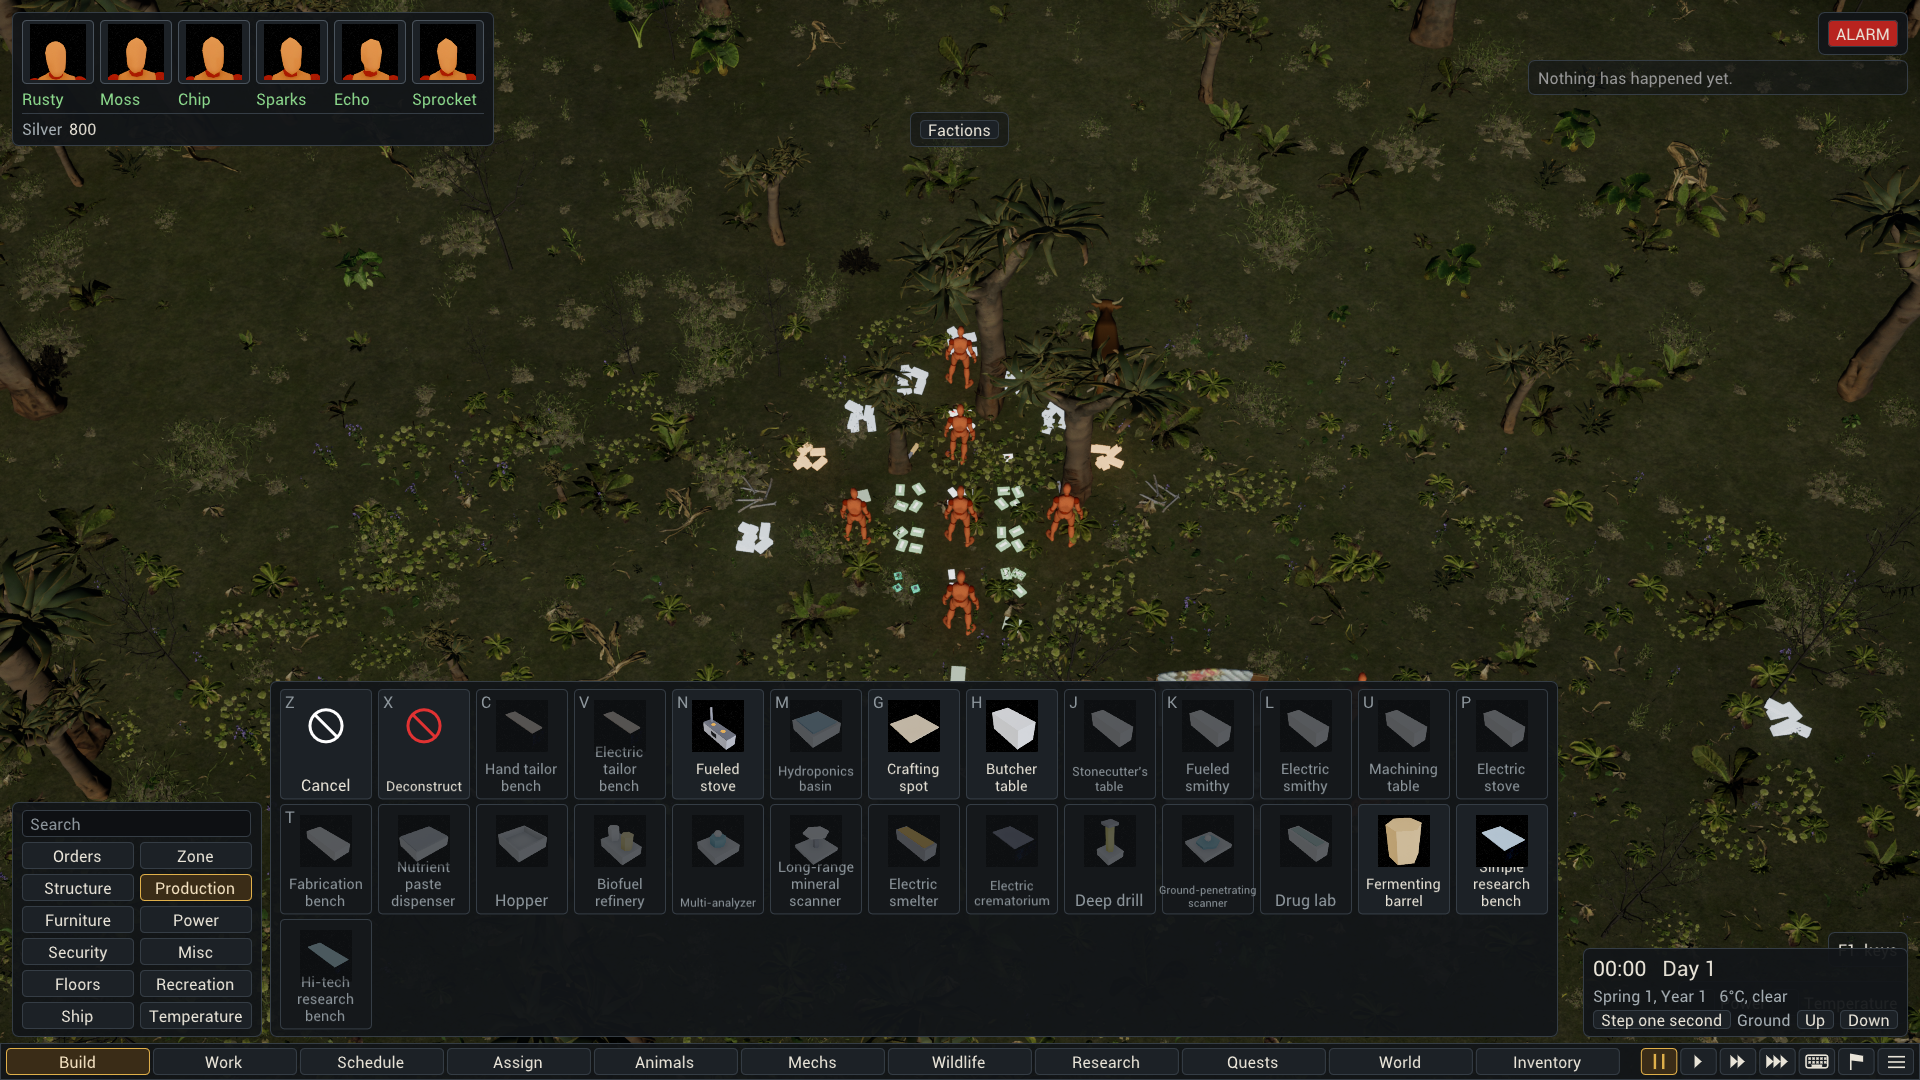 Rusty
Moss
Chip
Sparks
Echo
Sprocket
Silver 800
Factions
ALARM
Nothing has happened yet.
Z
Cancel
X
Deconstruct
C
Hand tailor
bench
V
Electric
tailor
bench
N
Fueled
stove
M
Hydroponics
basin
G
Crafting
spot
H
Butcher
table
J
Stonecutter's
table
K
Fueled
smithy
L
Electric
smithy
U
Machining
table
P
Electric
stove
T
Fabrication
bench
Nutrient
paste
dispenser
Hopper
Biofuel
refinery
Multi-analyzer
Long-range
mineral
scanner
Electric
smelter
Electric
crematorium
Deep drill
Ground-penetrating
scanner
Drug lab
Fermenting
barrel
Simple
research
bench
Hi-tech
research
bench
Search
Orders
Zone
Structure
Production
Furniture
Power
Security
Misc
Floors
Recreation
Ship
Temperature
F1 keys
00:00 Day 1
Spring 1, Year 1 6°C, clear
Temperature
Step one second
Ground
Up
Down
Build
Work
Schedule
Assign
Animals
Mechs
Wildlife
Research
Quests
World
Inventory